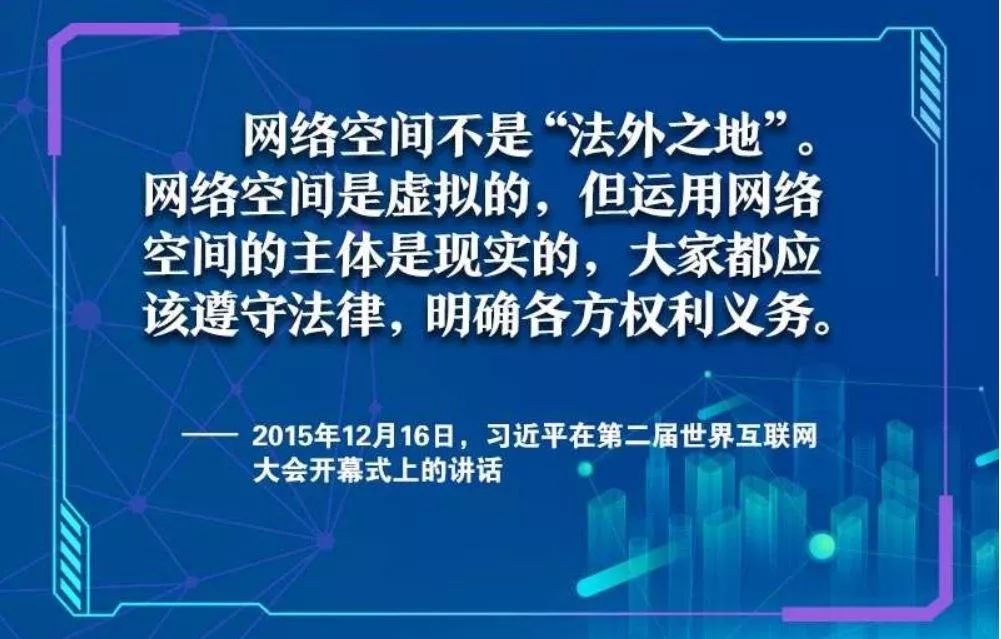 网络空间不是“法外之地”。
网络空间是虚拟的，但运用网络
空间的主体是现实的，大家都应
该遵守法律，明确各方权利义务。
—— 2015年12月16日，习近平在第二届世界互联网
大会开幕式上的讲话